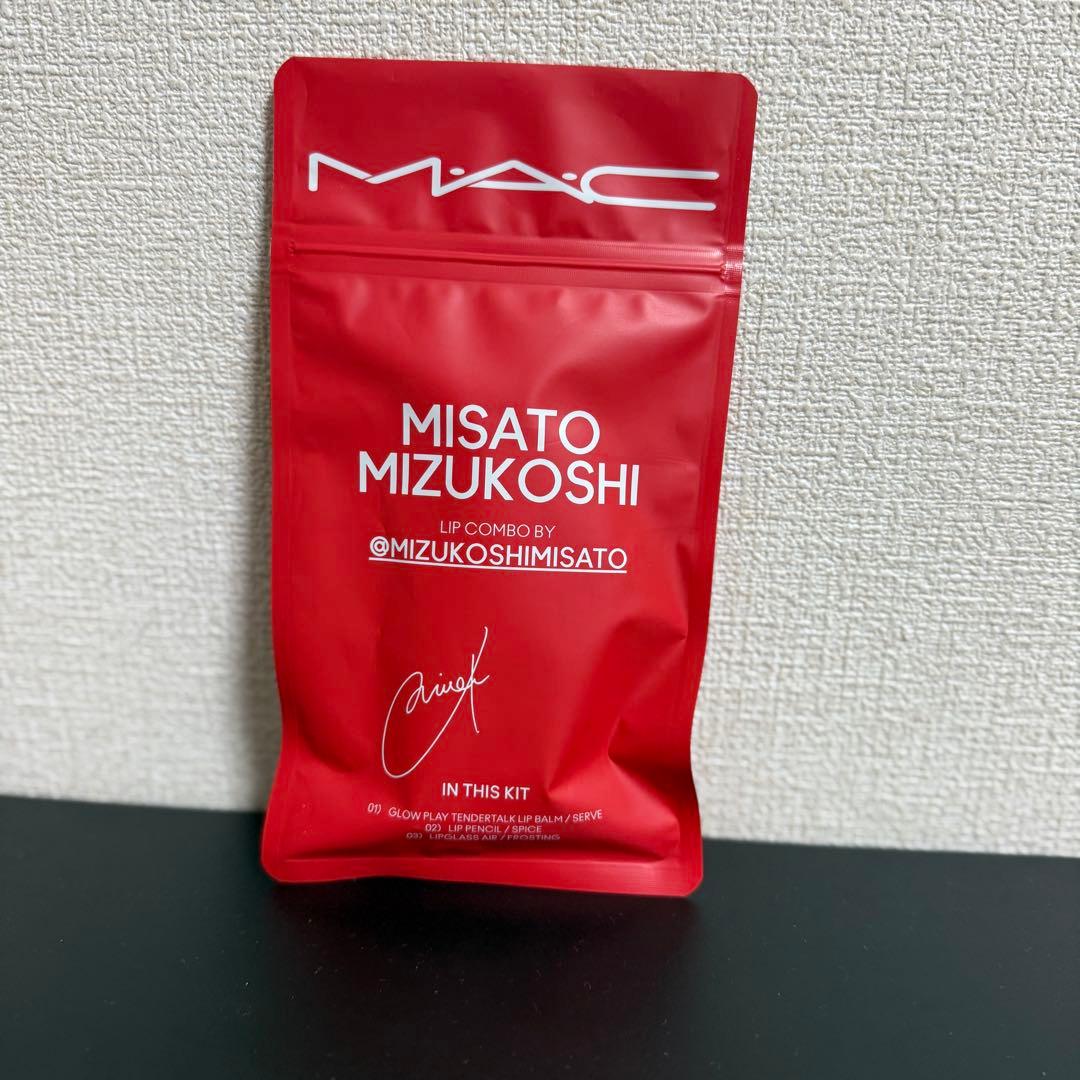 M·A·C
MISATO
MIZUKOSHI
LIP COMBO BY
@MIZUKOSHIMISATO
IN THIS KIT
01) GLOW PLAY TENDERTALK LIP BALM / SERVE
02) LIP PENCIL / SPICE
03) LIPGLASS AIR / FROSTING